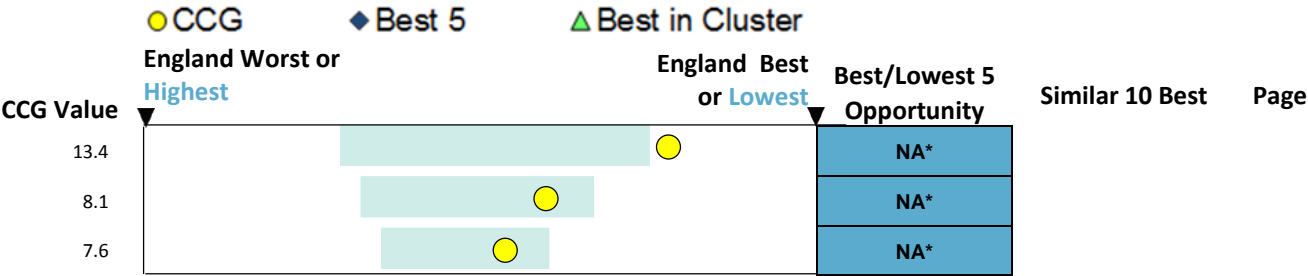 CCG Best 5 Best in Cluster
England Worst or
Highest
England Best
or Lowest
Best/Lowest 5
Opportunity
CCG Value
Similar 10 Best
Page
13.4 NA*
8.1 NA*
7.6 NA*